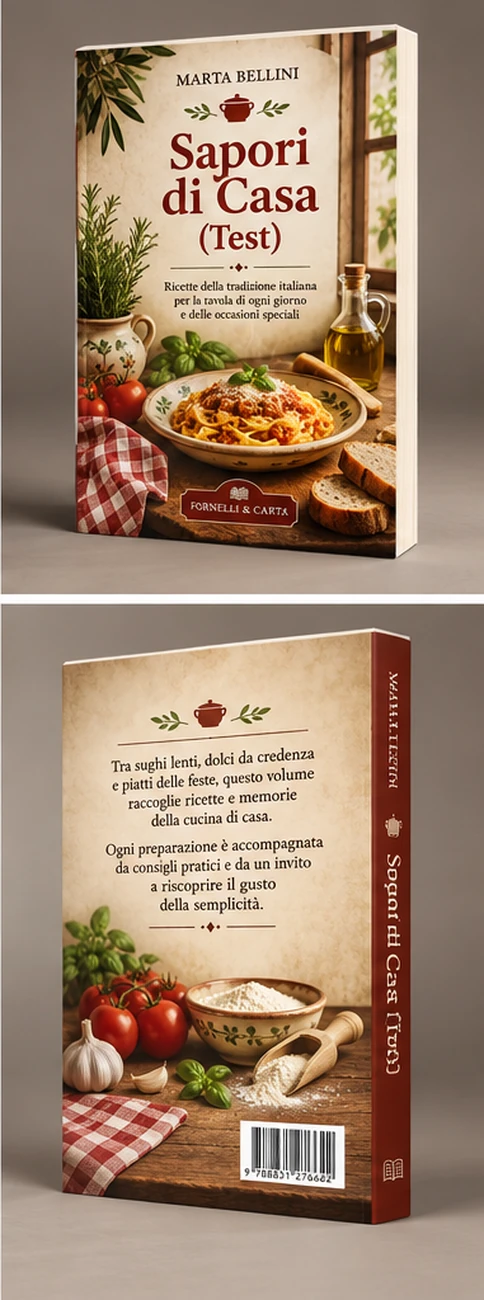 MARTA BELLINI
Sapori
di Casa
(Test)
Ricette della tradizione italiana
per la tavola di ogni giorno
e delle occasioni speciali
FORNELLI & CARTA
Tra sughi lenti, dolci da credenza
e piatti delle feste, questo volume
raccoglie ricette e memorie
della cucina di casa.
Ogni preparazione è accompagnata
da consigli pratici e da un invito
a riscoprire il gusto
della semplicità.